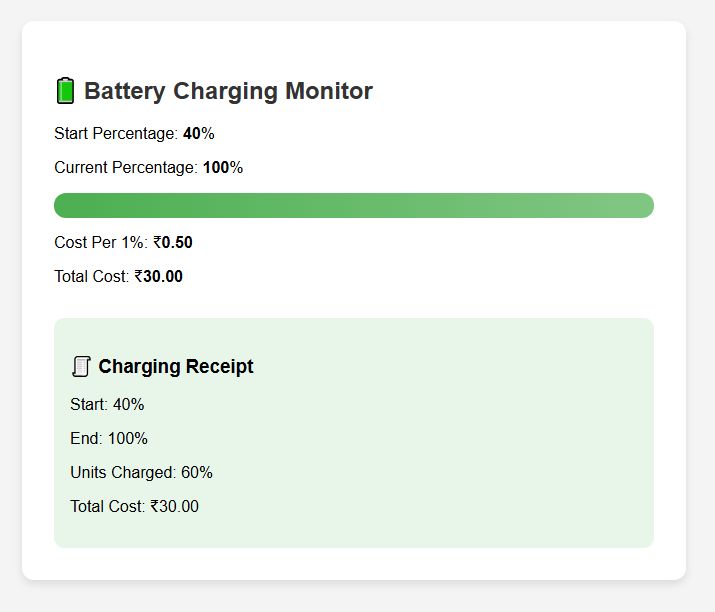 Battery Charging Monitor
Start Percentage: 40%
Current Percentage: 100%
Cost Per 1%: ₹0.50
Total Cost: ₹30.00
Charging Receipt
Start: 40%
End: 100%
Units Charged: 60%
Total Cost: ₹30.00